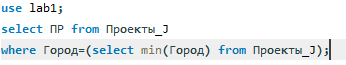 use lab1;
select ПР from Проекты_J
where Город=(select min(Город) from Проекты_J);